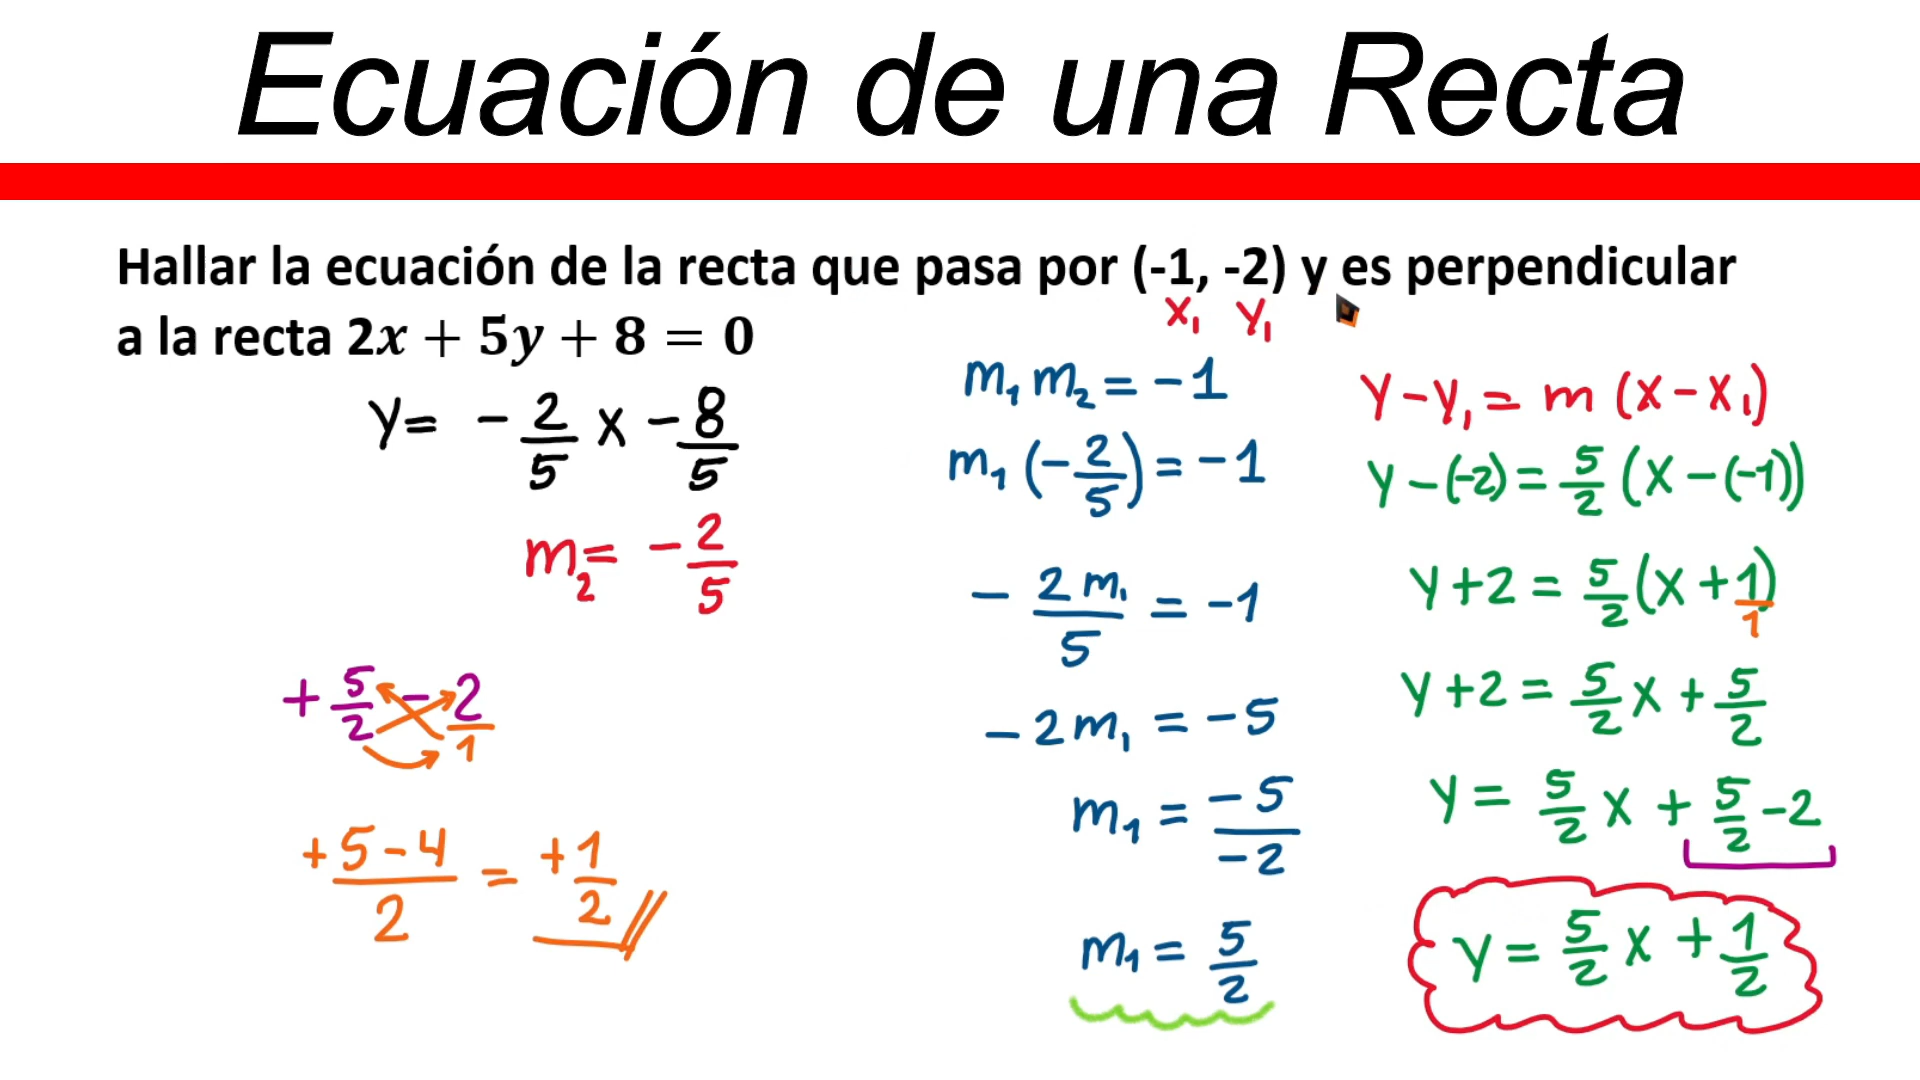 Ecuación de una Recta
Hallar la ecuación de la recta que pasa por (-1, -2) y es perpendicular
x₁ y₁
a la recta 2x + 5y + 8 = 0
y= -2/5 x -8/5
m₂= -2/5
+5/2 -2/1
+5-4/2 = +1/2
m₁ m₂ = -1
m₁ (-2/5) = -1
-2m₁/5 = -1
-2m₁ = -5
m₁ = -5/-2
m₁ = 5/2
y-y₁ = m (x-x₁)
y-(-2) = 5/2 (x-(-1))
y+2 = 5/2 (x+1/1)
y+2 = 5/2 x + 5/2
y = 5/2 x + 5/2 -2
y = 5/2 x + 1/2